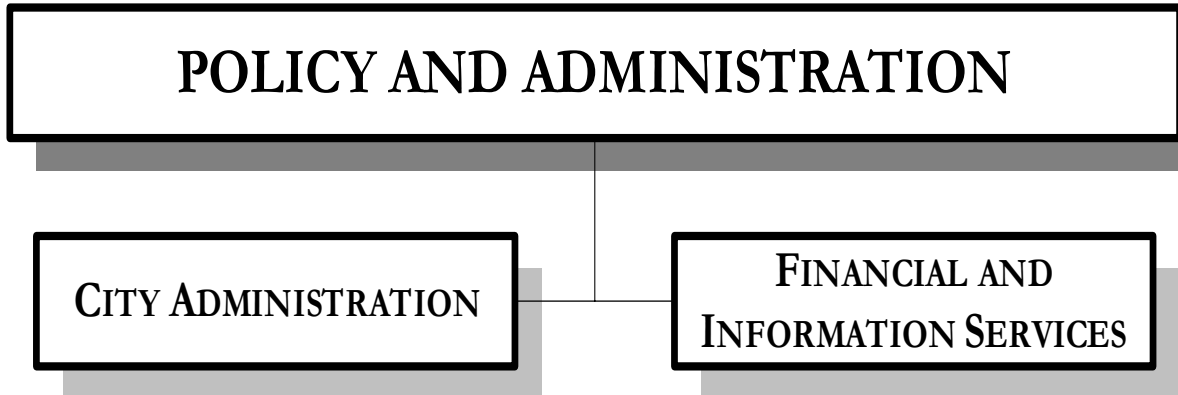 POLICY AND ADMINISTRATION
CITY ADMINISTRATION
FINANCIAL AND
INFORMATION SERVICES